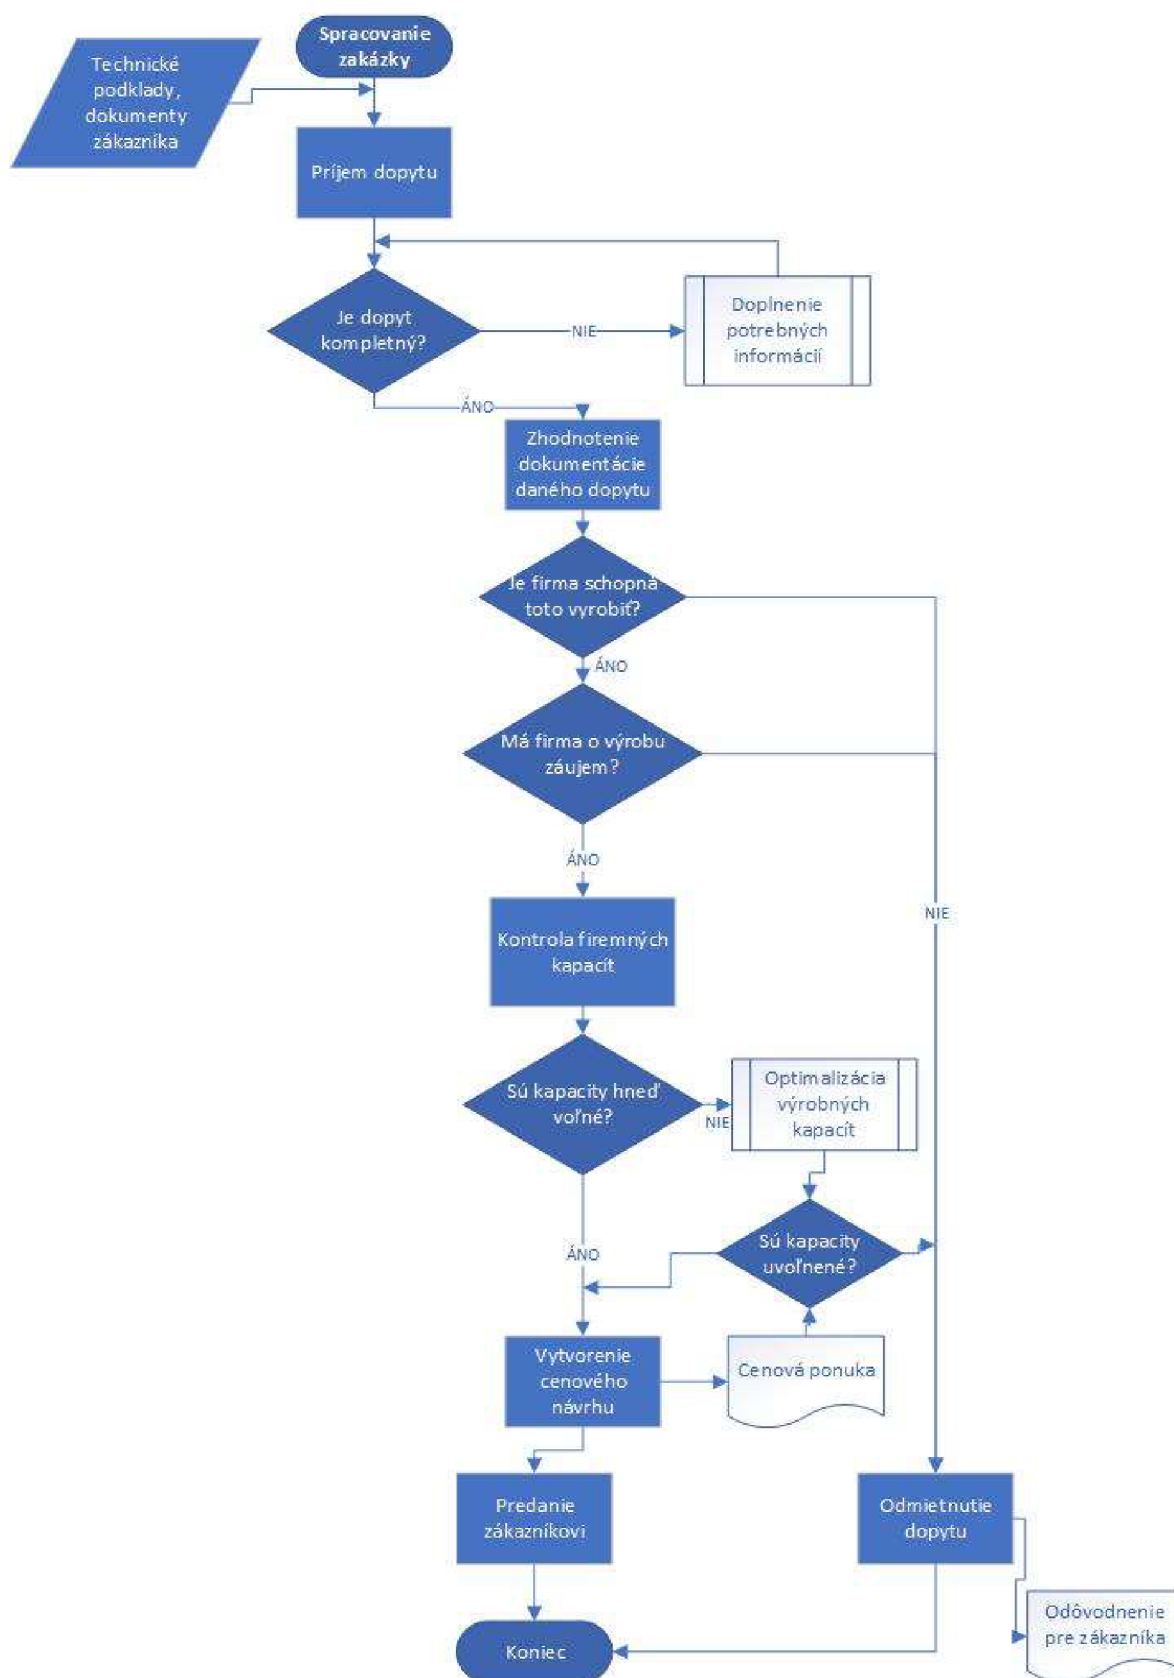 Spracovanie
zakázky
Technické
podklady,
dokumenty
zákazníka
Príjem dopytu
Je dopyt
kompletný?
NIE
Doplnenie
potrebných
informácií
ÁNO
Zhodnotenie
dokumentácie
daného dopytu
Je firma schopná
toto vyrobiť?
ÁNO
Má firma o výrobu
záujem?
ÁNO
NIE
Kontrola firemných
kapacít
Sú kapacity hneď
voľné?
NIE
Optimalizácia
výrobných
kapacít
ÁNO
Sú kapacity
uvoľnené?
Vytvorenie
cenového
návrhu
Cenová ponuka
Predanie
zákazníkovi
Odmietnutie
dopytu
Odôvodnenie
pre zákazníka
Koniec